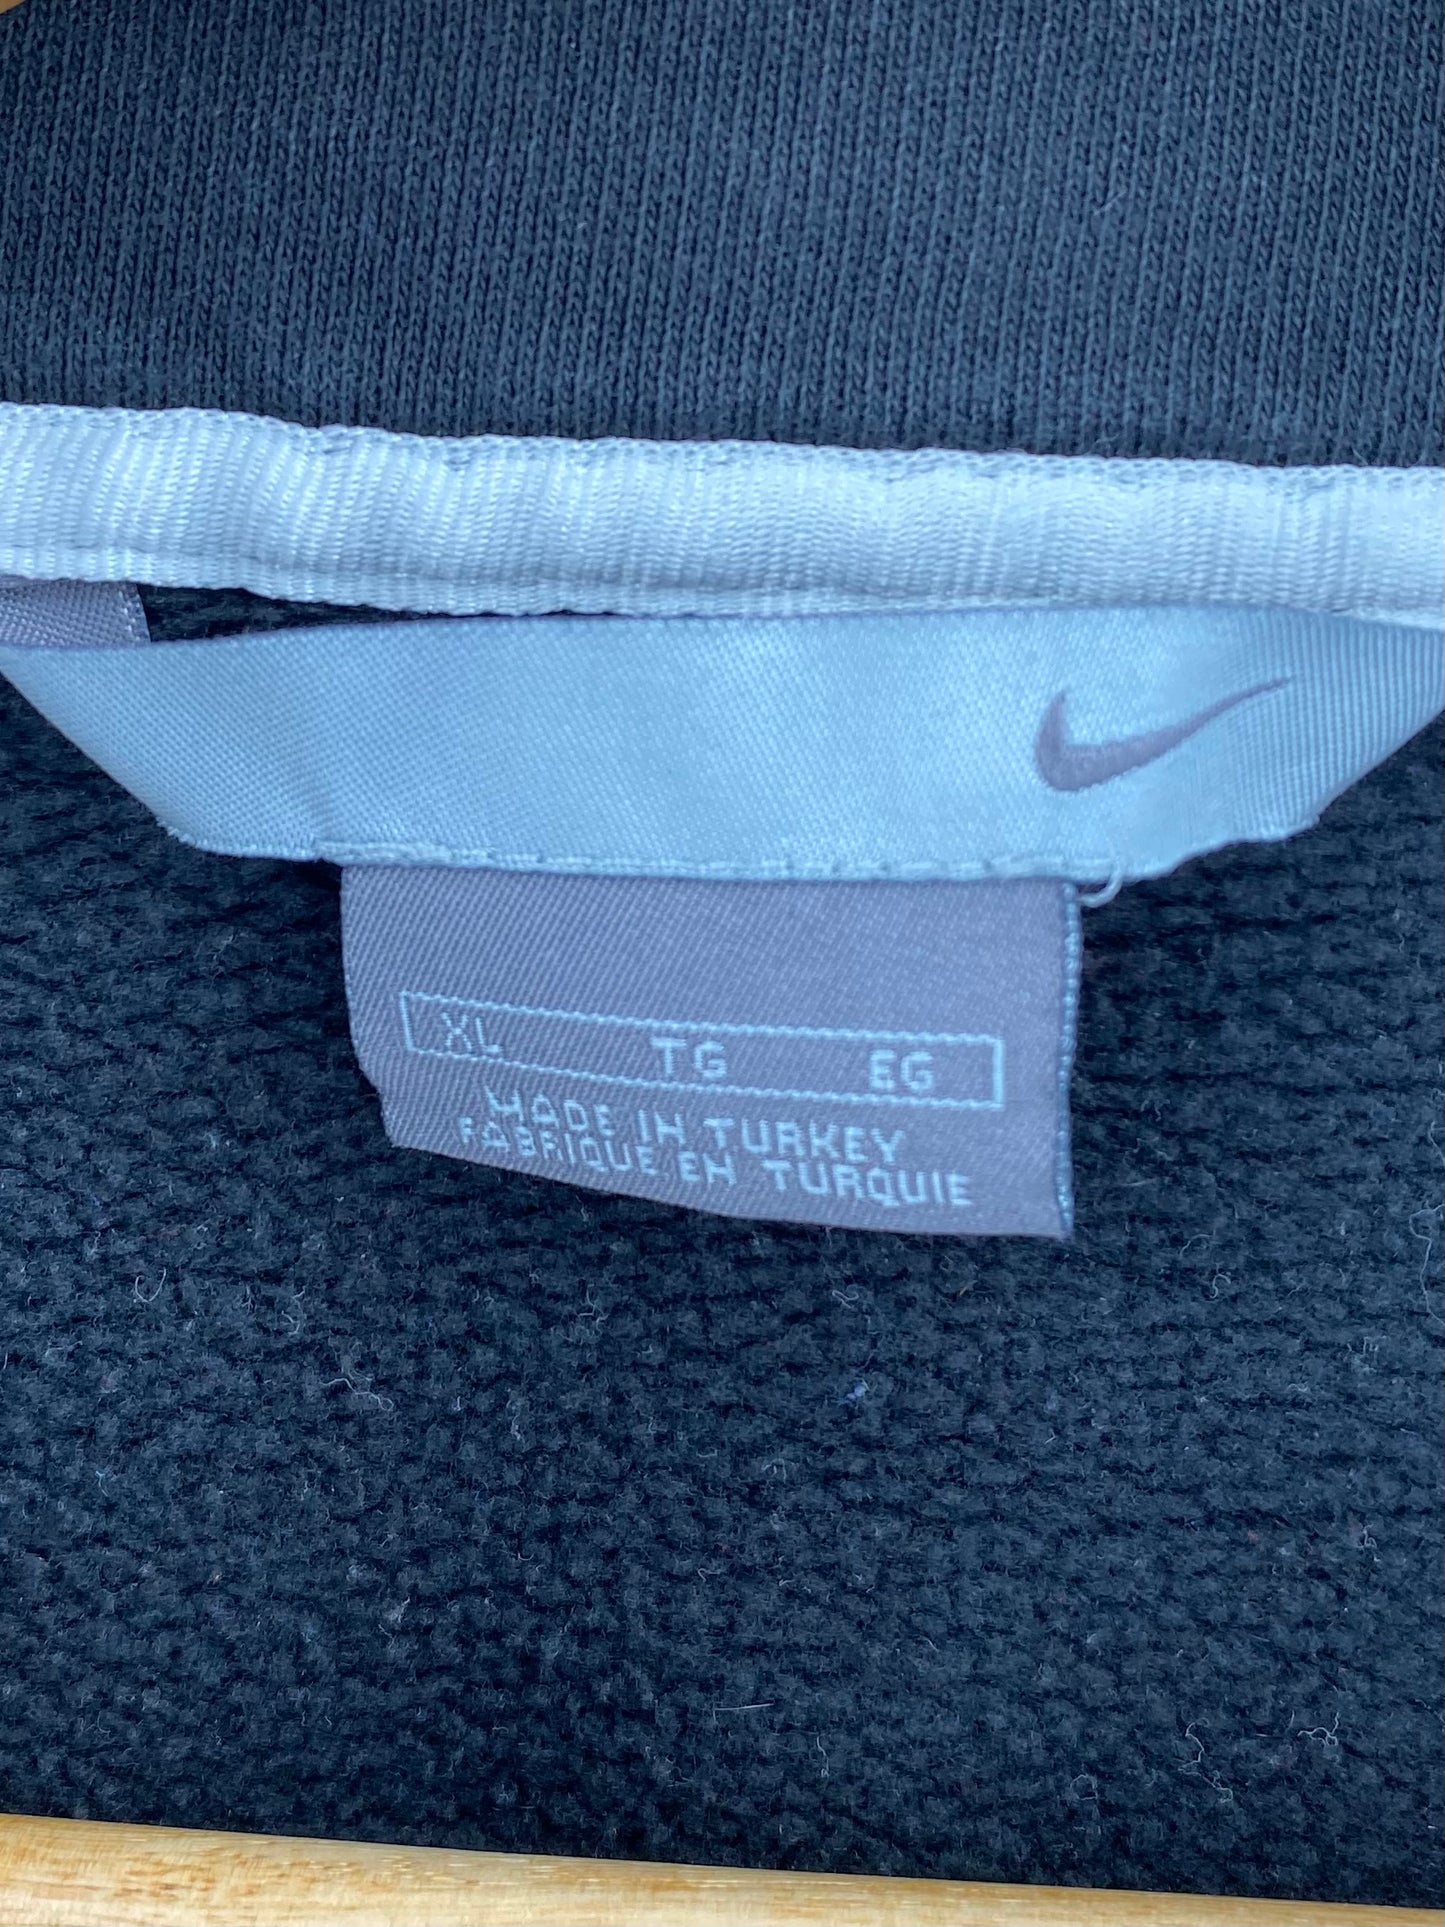 XL TG EG
MADE IN TURKEY
FABRIQUE EN TURQUIE